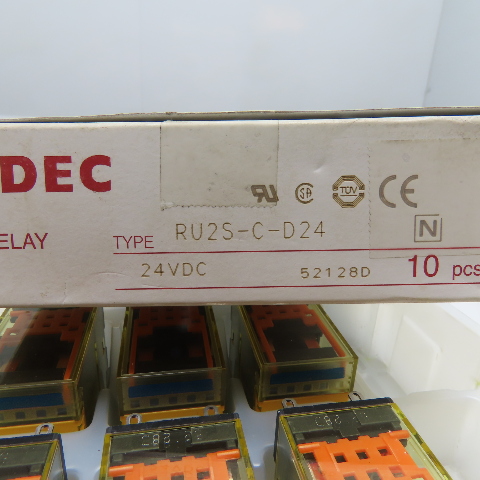 DEC
ELAY TYPE RU2S-C-D24 N
24VDC 52128D 10 pcs